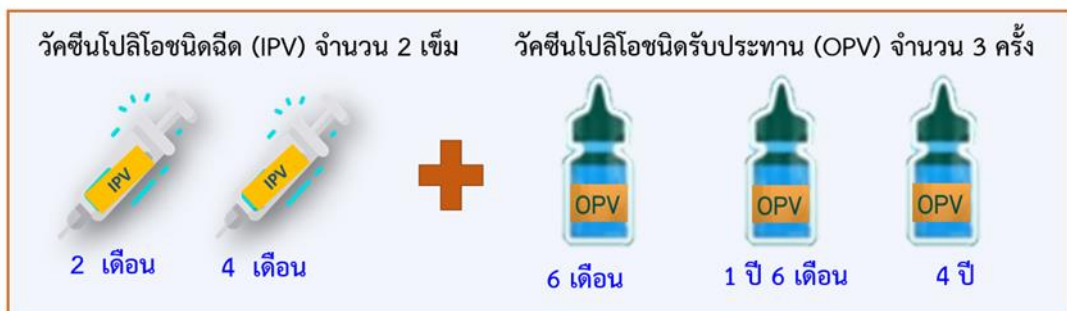 วัคซีนโปลิโอชนิดฉีด (IPV) จำนวน 2 เข็ม
วัคซีนโปลิโอชนิดรับประทาน (OPV) จำนวน 3 ครั้ง
IPV
IPV
OPV
OPV
OPV
2 เดือน
4 เดือน
6 เดือน
1 ปี 6 เดือน
4 ปี